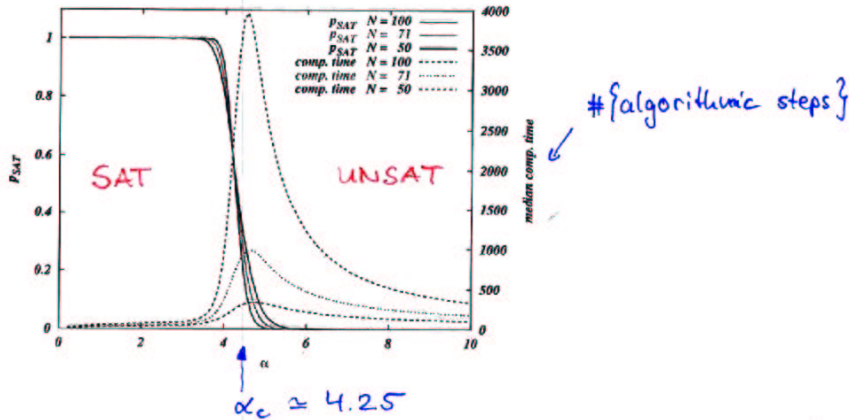 p_SAT N = 100
p_SAT N = 71
p_SAT N = 50
comp. time N = 100
comp. time N = 71
comp. time N = 50
1
0.8
0.6
0.4
0.2
0
p_SAT
4000
3500
3000
2500
2000
1500
1000
500
0
median comp. time
0 2 4 6 8 10
α
SAT
UNSAT
#{algorithmic steps}
α_c ≃ 4.25